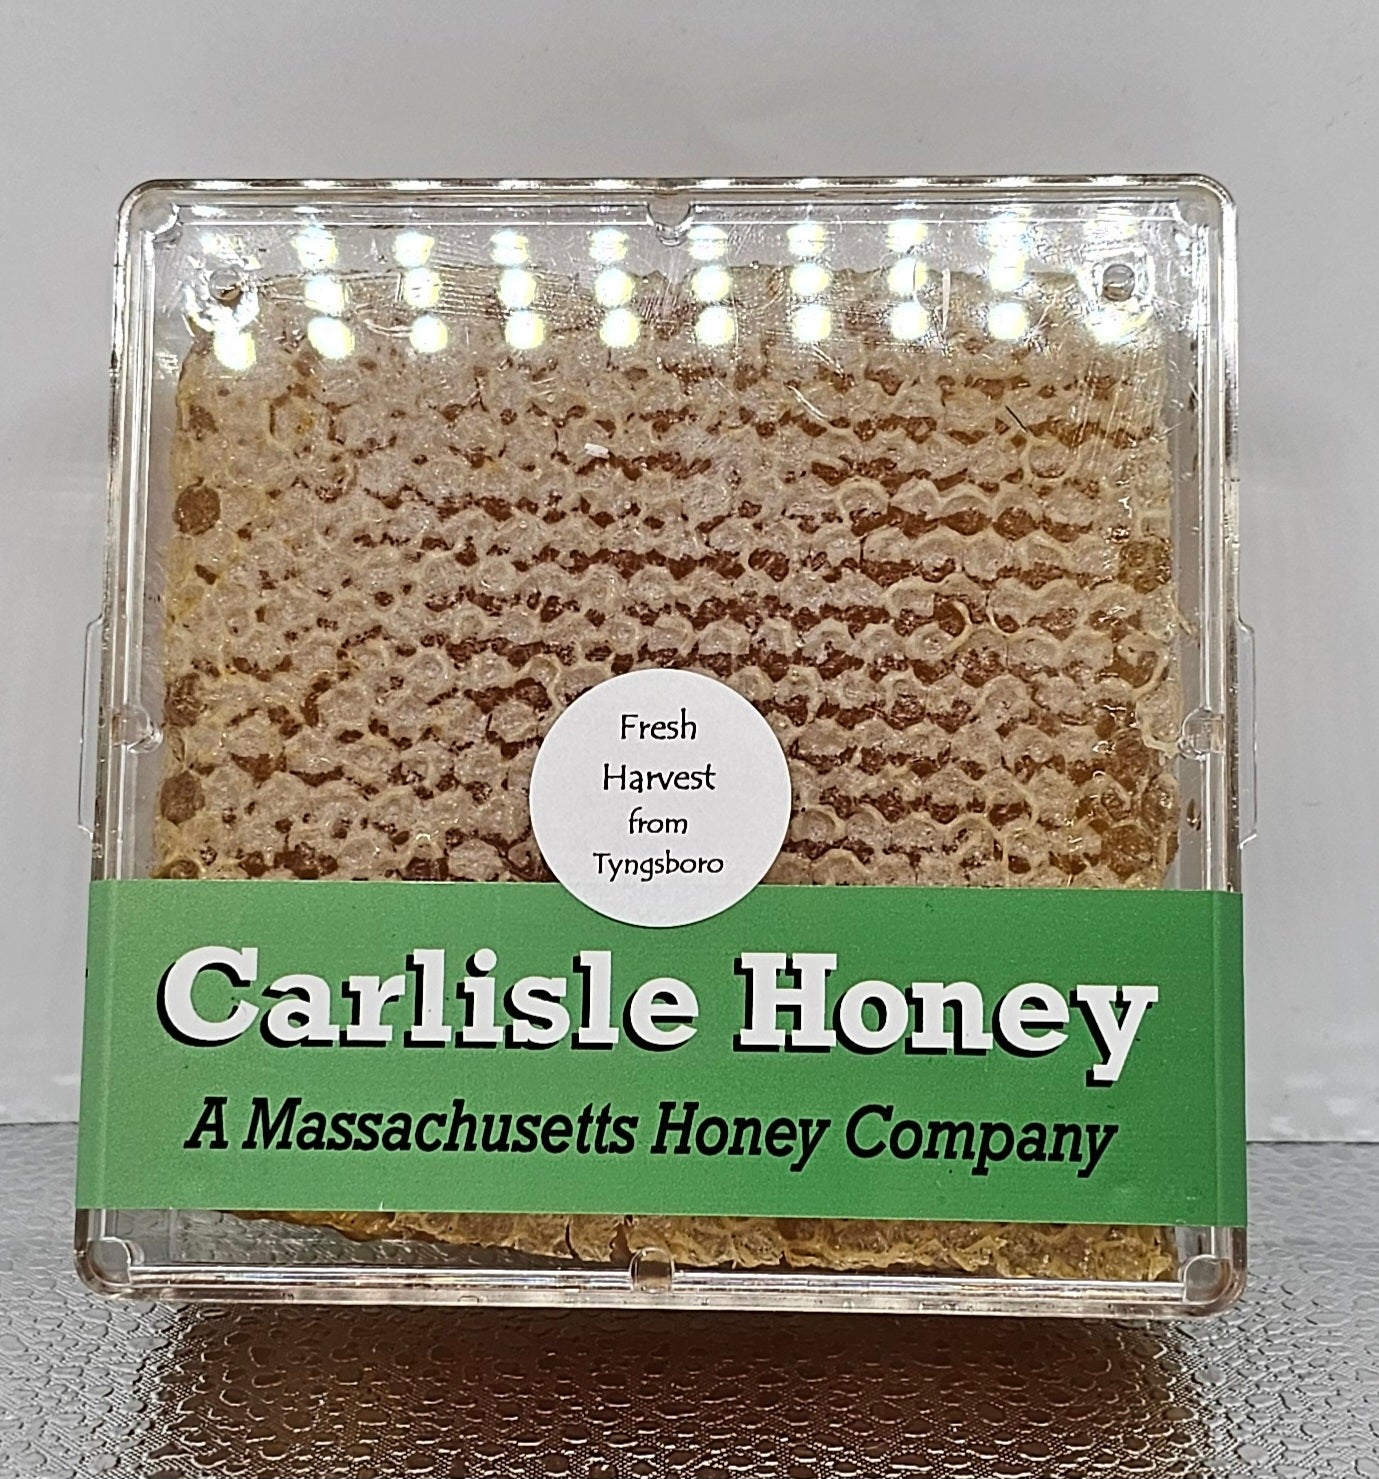 Fresh
Harvest
from
Tyngsboro
Carlisle Honey
A Massachusetts Honey Company